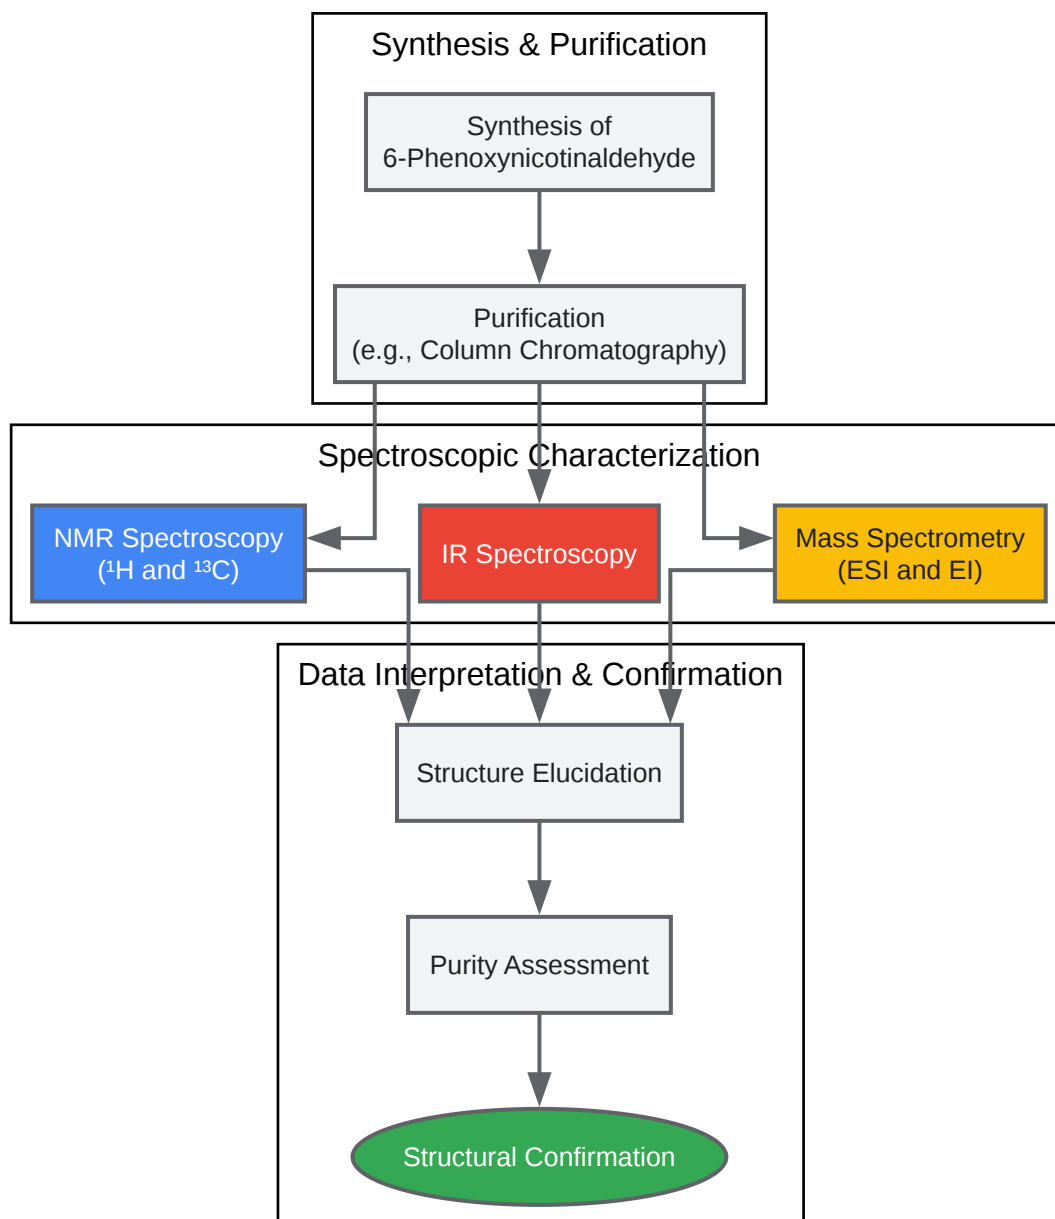 Synthesis & Purification
Synthesis of
6-Phenoxynicotinaldehyde
Purification
(e.g., Column Chromatography)
Spectroscopic Characterization
NMR Spectroscopy
(¹H and ¹³C)
IR Spectroscopy
Mass Spectrometry
(ESI and EI)
Data Interpretation & Confirmation
Structure Elucidation
Purity Assessment
Structural Confirmation